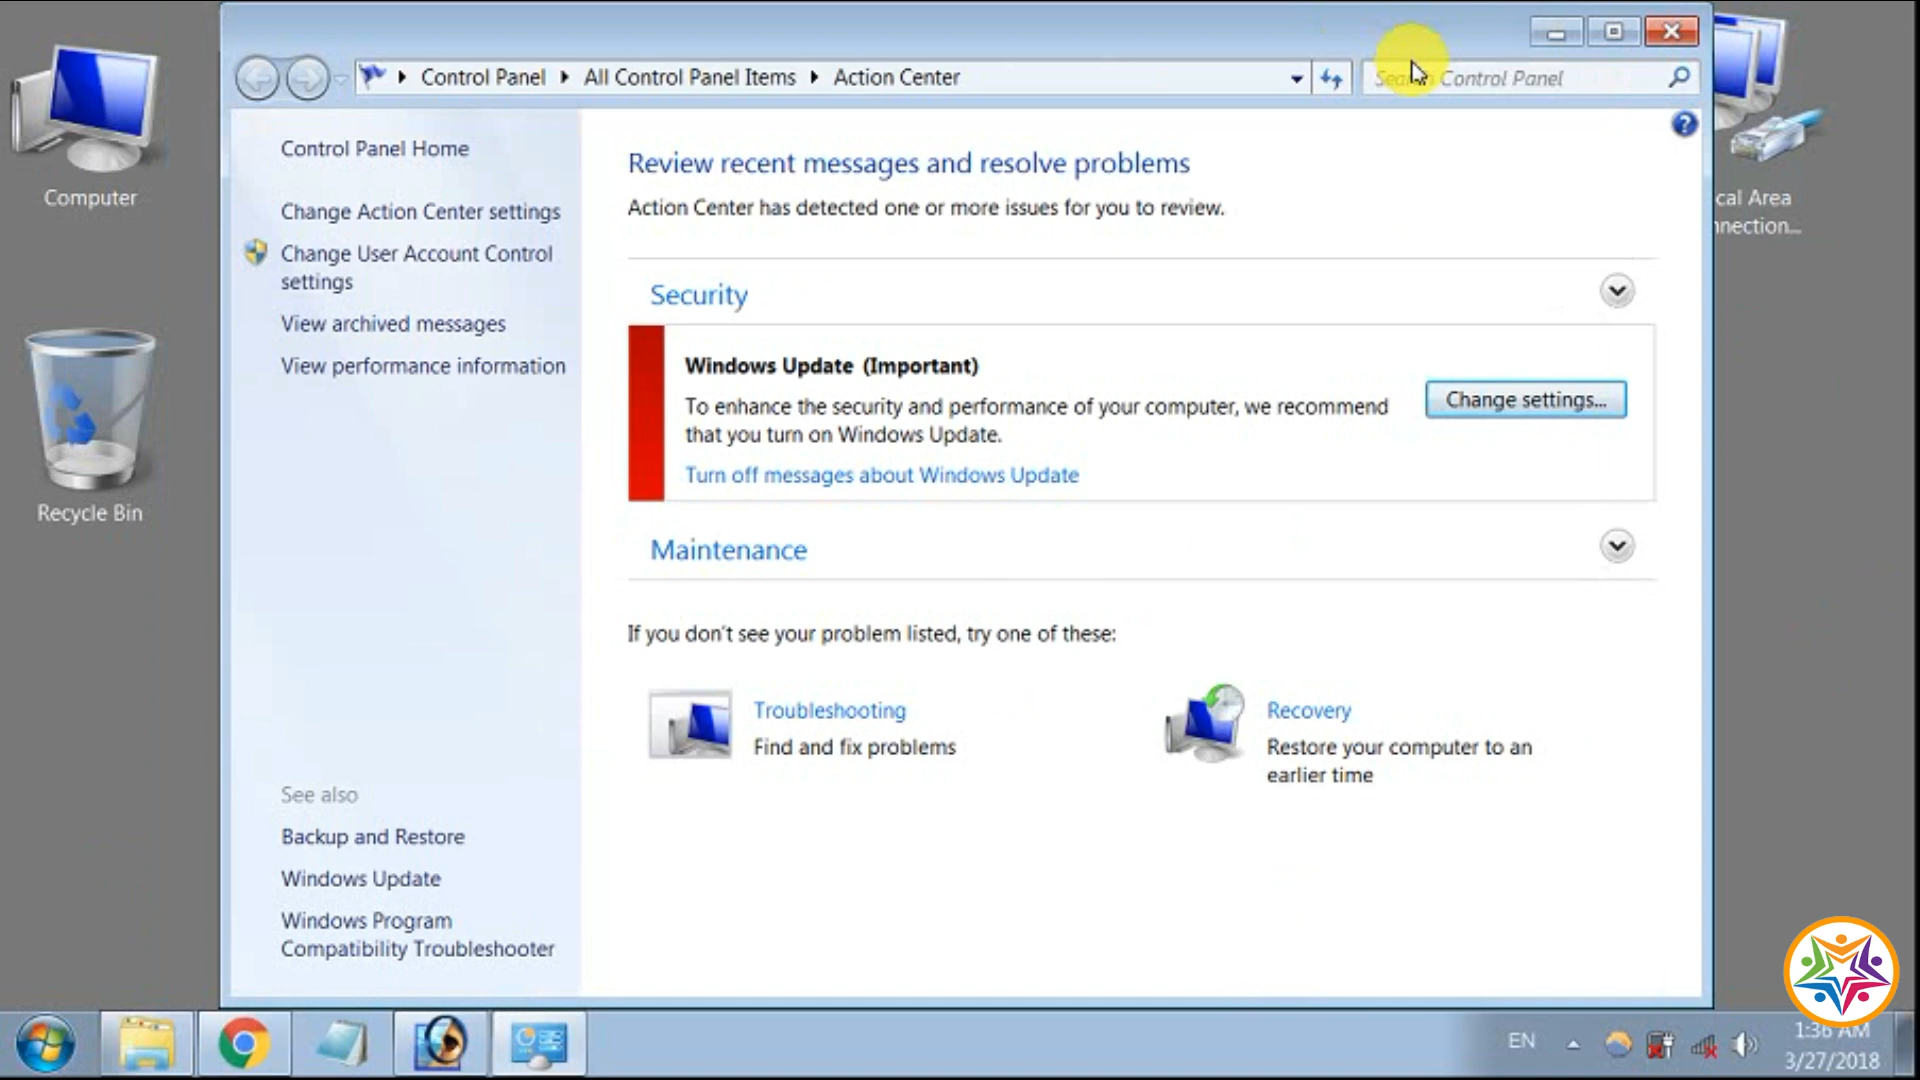 Control Panel
All Control Panel Items
Action Center
Control Panel
Computer
Recycle Bin
cal Area
nnection...
Control Panel Home
Change Action Center settings
Change User Account Control
settings
View archived messages
View performance information
See also
Backup and Restore
Windows Update
Windows Program
Compatibility Troubleshooter
Review recent messages and resolve problems
Action Center has detected one or more issues for you to review.
Security
Windows Update (Important)
To enhance the security and performance of your computer, we recommend
that you turn on Windows Update.
Change settings...
Turn off messages about Windows Update
Maintenance
If you don't see your problem listed, try one of these:
Troubleshooting
Find and fix problems
Recovery
Restore your computer to an
earlier time
EN
1:36 AM
3/27/2018